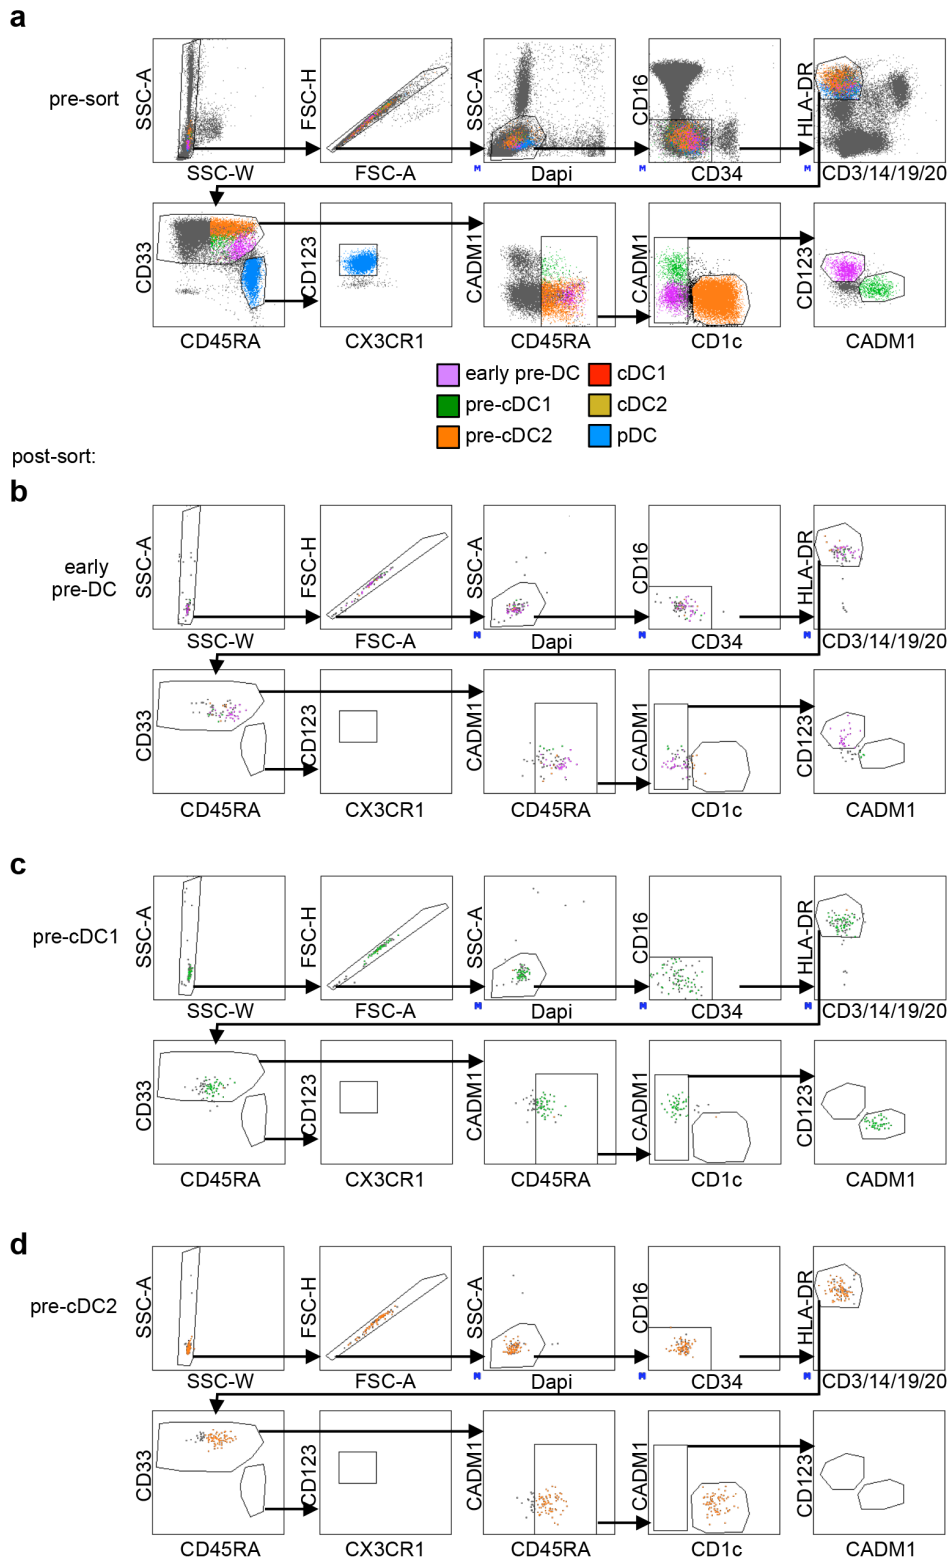 a
pre-sort
SSC-A
SSC-W
FSC-H
FSC-A
SSC-A
Dapi
CD16
CD34
HLA-DR
CD3/14/19/20
CD33
CD45RA
CD123
CX3CR1
CADM1
CD45RA
CADM1
CD1c
CD123
CADM1
early pre-DC
cDC1
pre-cDC1
cDC2
pre-cDC2
pDC
post-sort:
b
early
pre-DC
SSC-A
SSC-W
FSC-H
FSC-A
SSC-A
Dapi
CD16
CD34
HLA-DR
CD3/14/19/20
CD33
CD45RA
CD123
CX3CR1
CADM1
CD45RA
CADM1
CD1c
CD123
CADM1
c
pre-cDC1
SSC-A
SSC-W
FSC-H
FSC-A
SSC-A
Dapi
CD16
CD34
HLA-DR
CD3/14/19/20
CD33
CD45RA
CD123
CX3CR1
CADM1
CD45RA
CADM1
CD1c
CD123
CADM1
d
pre-cDC2
SSC-A
SSC-W
FSC-H
FSC-A
SSC-A
Dapi
CD16
CD34
HLA-DR
CD3/14/19/20
CD33
CD45RA
CD123
CX3CR1
CADM1
CD45RA
CADM1
CD1c
CD123
CADM1